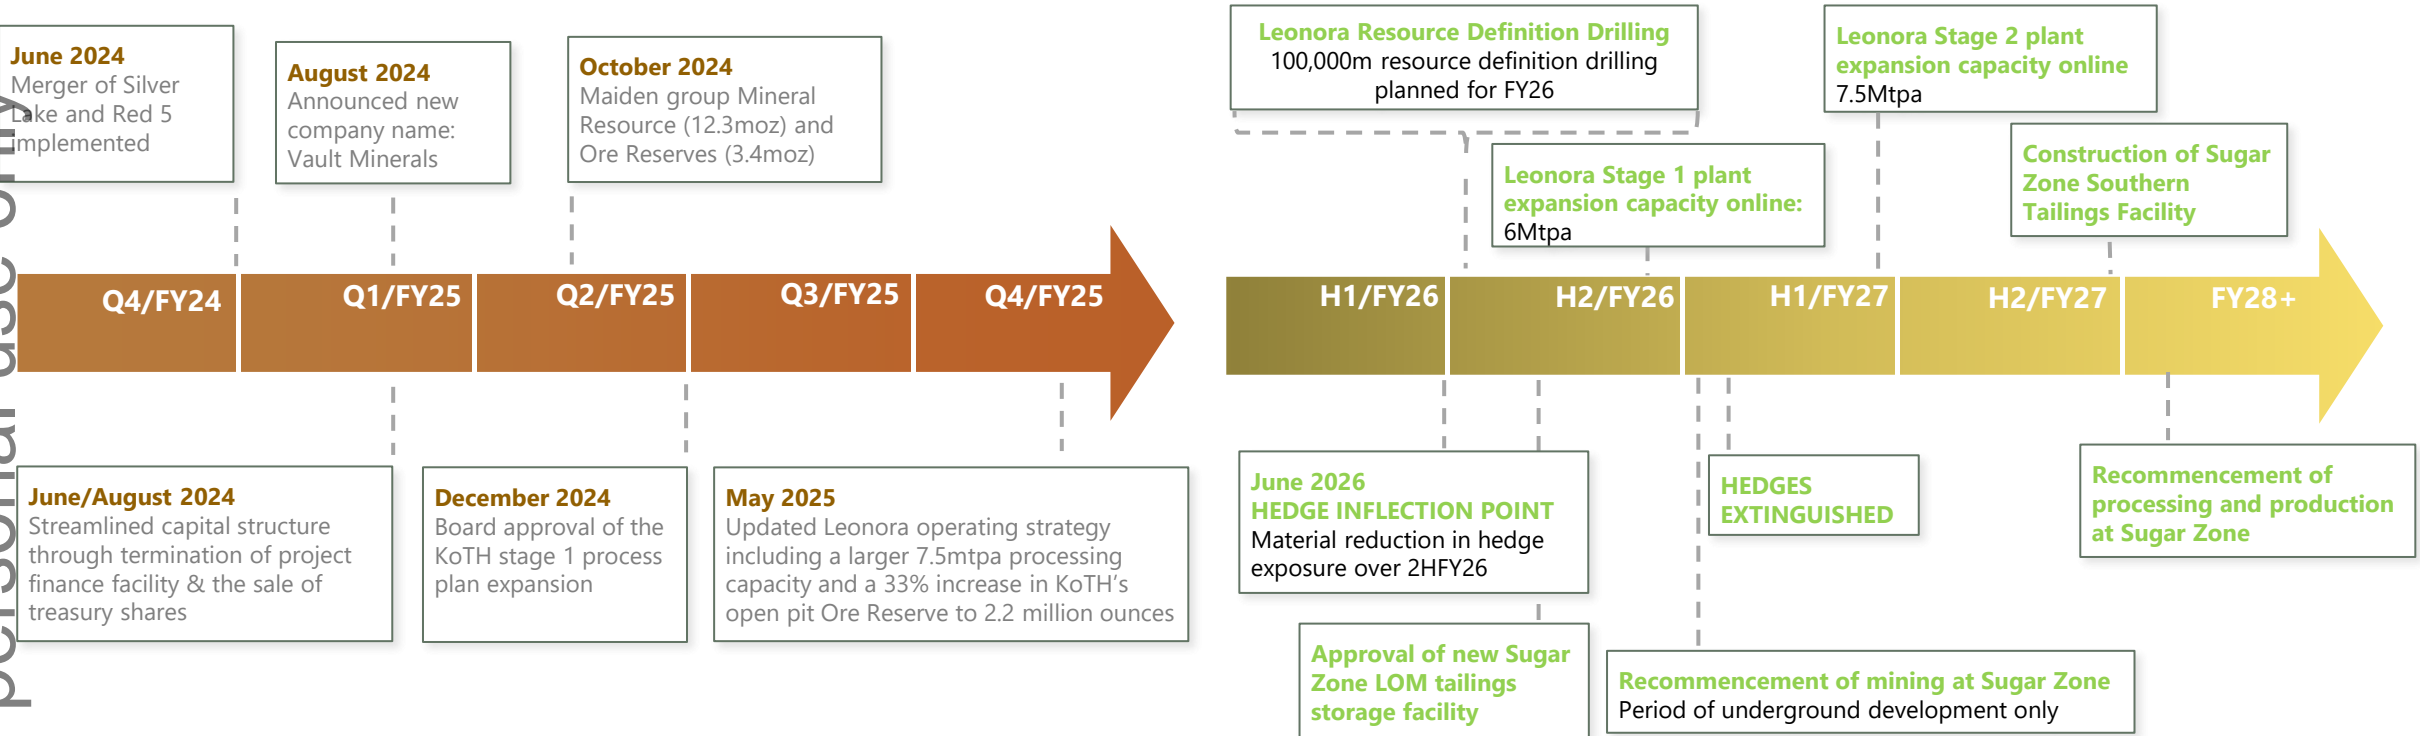 June 2024
Merger of Silver
Lake and Red 5
implemented
August 2024
Announced new
company name:
Vault Minerals
October 2024
Maiden group Mineral
Resource (12.3moz) and
Ore Reserves (3.4moz)
Leonora Resource Definition Drilling
100,000m resource definition drilling
planned for FY26
Leonora Stage 1 plant
expansion capacity online:
6Mtpa
Leonora Stage 2 plant
expansion capacity online
7.5Mtpa
Construction of Sugar
Zone Southern
Tailings Facility
Q4/FY24
Q1/FY25
Q2/FY25
Q3/FY25
Q4/FY25
H1/FY26
H2/FY26
H1/FY27
H2/FY27
FY28+
June/August 2024
Streamlined capital structure
through termination of project
finance facility & the sale of
treasury shares
December 2024
Board approval of the
KoTH stage 1 process
plan expansion
May 2025
Updated Leonora operating strategy
including a larger 7.5mtpa processing
capacity and a 33% increase in KoTH’s
open pit Ore Reserve to 2.2 million ounces
June 2026
HEDGE INFLECTION POINT
Material reduction in hedge
exposure over 2HFY26
Approval of new Sugar
Zone LOM tailings
storage facility
HEDGES
EXTINGUISHED
Recommencement of mining at Sugar Zone
Period of underground development only
Recommencement of
processing and production
at Sugar Zone
personal use only